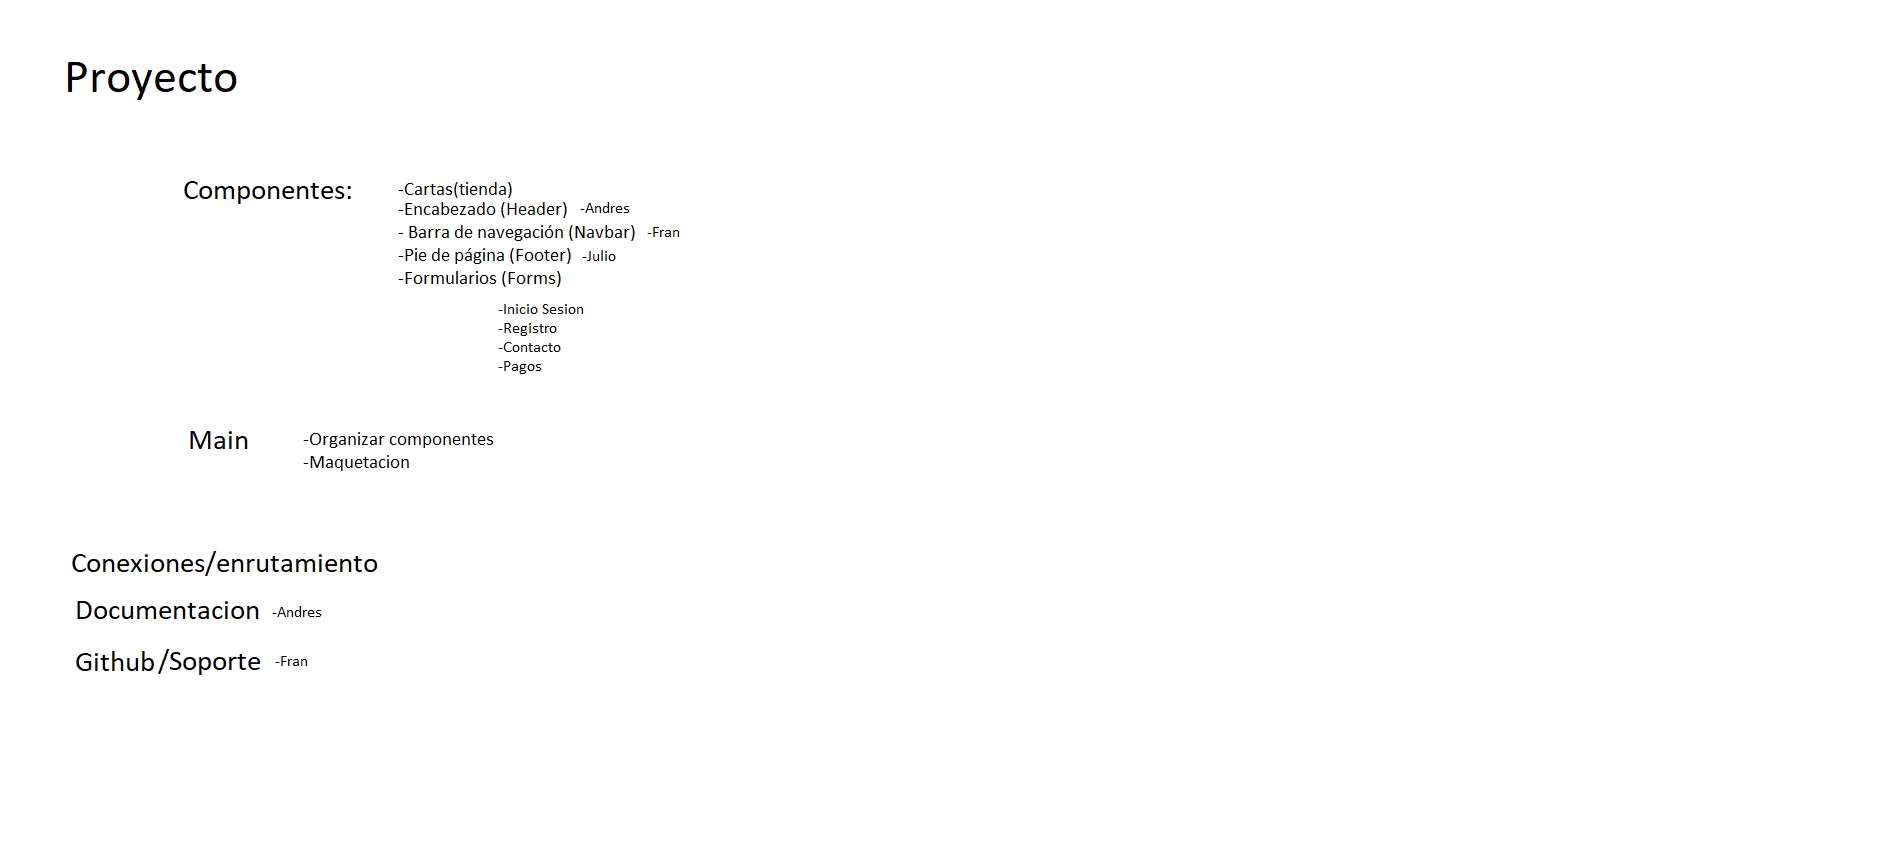 Proyecto
Componentes:
-Cartas(tienda)
-Encabezado (Header) -Andres
- Barra de navegación (Navbar) -Fran
-Pie de página (Footer) -Julio
-Formularios (Forms)
-Inicio Sesion
-Registro
-Contacto
-Pagos
Main
-Organizar componentes
-Maquetacion
Conexiones/enrutamiento
Documentacion -Andres
Github/Soporte -Fran